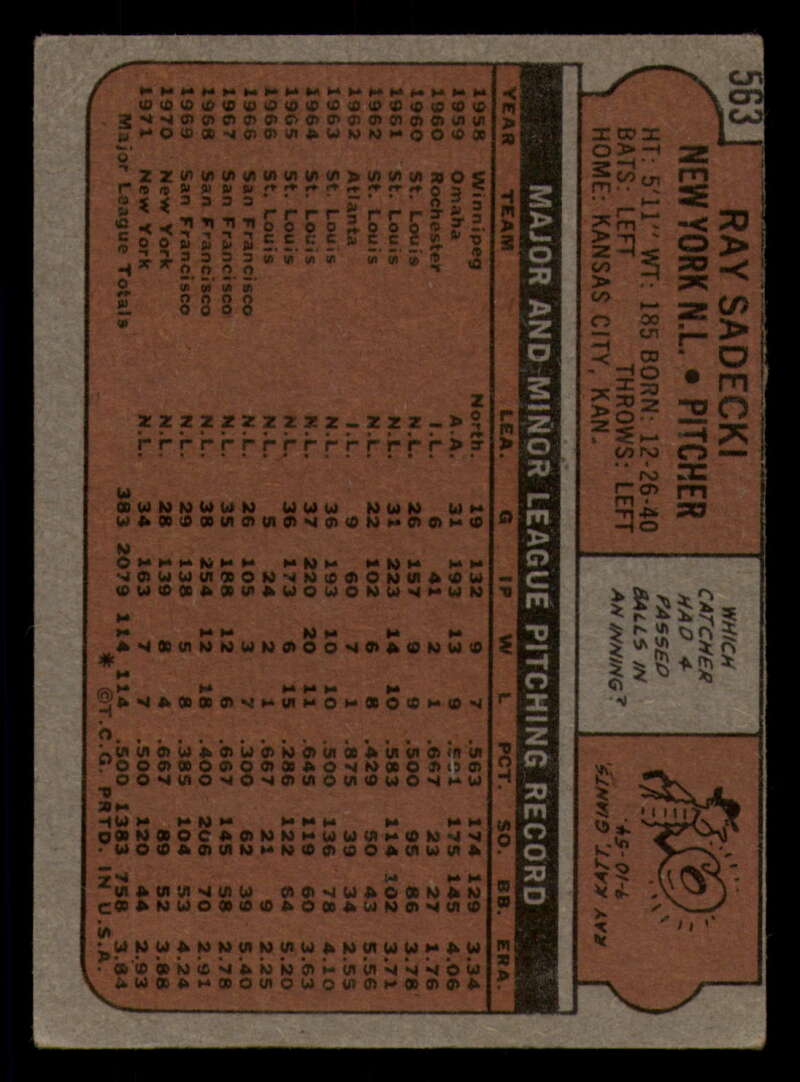 563
RAY SADECKI
NEW YORK N.L. • PITCHER
HT: 5'11" WT: 185 BORN: 12-26-40
BATS: LEFT THROWS: LEFT
HOME: KANSAS CITY, KAN.
WHICH
CATCHER
HAD 4
PASSED
BALLS IN
AN INNING?
RAY KATT, GIANTS,
9-10-54.
MAJOR AND MINOR LEAGUE PITCHING RECORD
YEAR TEAM LEA. G IP W L PCT. SO. BB. ERA.
1958 Winnipeg North. 19 132 9 7 .563 174 129 3.34
1959 Omaha A.A. 31 193 13 9 .591 175 145 4.06
1960 Rochester I.L. 6 41 2 1 .667 23 27 1.76
1960 St. Louis N.L. 26 157 9 9 .500 95 86 3.78
1961 St. Louis N.L. 31 223 14 10 .583 114 102 3.71
1962 St. Louis N.L. 22 102 6 8 .429 50 43 5.56
1962 Atlanta I.L. 9 60 7 1 .875 39 34 2.55
1963 St. Louis N.L. 36 193 10 10 .500 136 78 4.10
1964 St. Louis N.L. 37 220 20 11 .645 119 60 3.63
1965 St. Louis N.L. 36 173 6 15 .286 122 64 5.20
1966 St. Louis N.L. 5 24 2 1 .667 21 9 2.25
1966 San Francisco N.L. 26 105 3 7 .300 62 39 5.40
1967 San Francisco N.L. 35 188 12 6 .667 145 58 2.78
1968 San Francisco N.L. 38 254 12 18 .400 206 70 2.91
1969 San Francisco N.L. 29 138 5 8 .385 104 53 4.24
1970 New York N.L. 28 139 8 4 .667 89 52 3.88
1971 New York N.L. 34 163 7 7 .500 120 44 2.93
Major League Totals 383 2079 114 114 .500 1383 758 3.84
* ©T.C.G. PRTD. IN U.S.A.